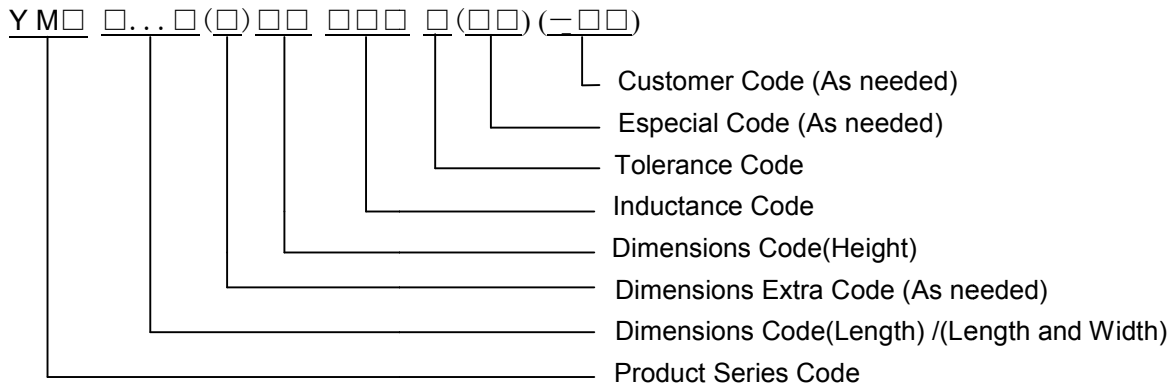 YM□ □...□(□)□□ □□□ □(□□)(-□□)
Customer Code (As needed)
Especial Code (As needed)
Tolerance Code
Inductance Code
Dimensions Code(Height)
Dimensions Extra Code (As needed)
Dimensions Code(Length) /(Length and Width)
Product Series Code